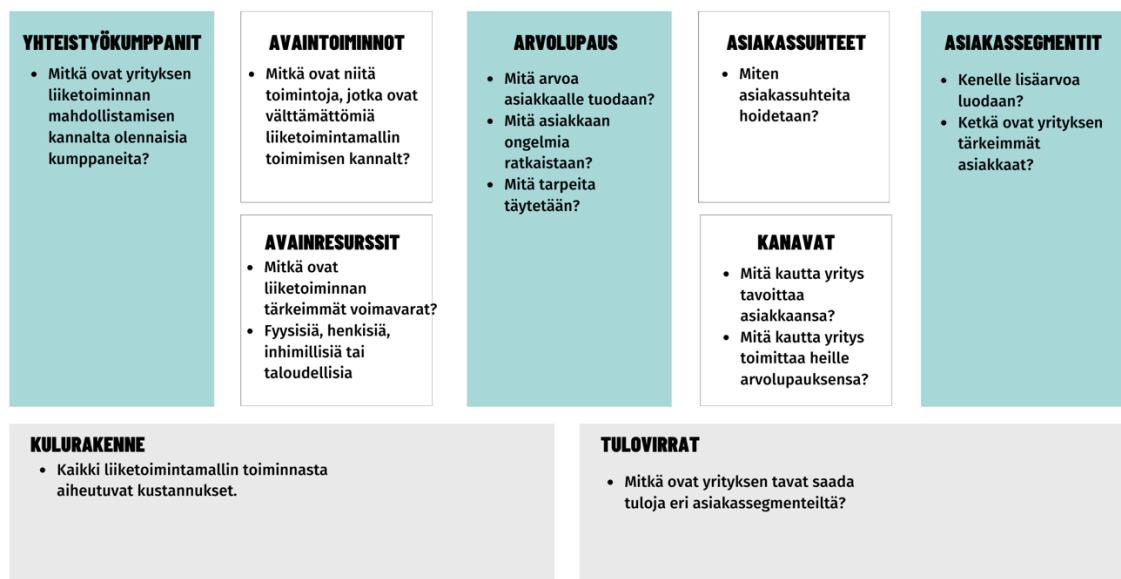 YHTEISTYÖKUMPPANIT
• Mitkä ovat yrityksen
liiketoiminnan
mahdollistamisen
kannalta olennaisia
kumppaneita?
AVAINTOIMINNOT
• Mitkä ovat niitä
toimintoja, jotka ovat
välttämättömiä
liiketoimintamallin
toimimisen kannalt?
AVAINRESURSSIT
• Mitkä ovat
liiketoiminnan
tärkeimmät voimavarat?
• Fyysisiä, henkisiä,
inhimillisiä tai
taloudellisia
ARVOLUPAUS
• Mitä arvoa
asiakkaalle tuodaan?
• Mitä asiakkaan
ongelmia
ratkaistaan?
• Mitä tarpeita
täytetään?
ASIAKASSUHTEET
• Miten
asiakassuhteita
hoidetaan?
KANAVAT
• Mitä kautta yritys
tavoittaa
asiakkaansa?
• Mitä kautta yritys
toimittaa heille
arvolupauksensa?
ASIAKASSEGMENTIT
• Kenelle lisäarvoa
luodaan?
• Ketkä ovat yrityksen
tärkeimmät
asiakkaat?
KULURAKENNE
• Kaikki liiketoimintamallin toiminnasta
aiheutuvat kustannukset.
TULOVIRRAT
• Mitkä ovat yrityksen tavat saada
tuloja eri asiakassegmenteiltä?